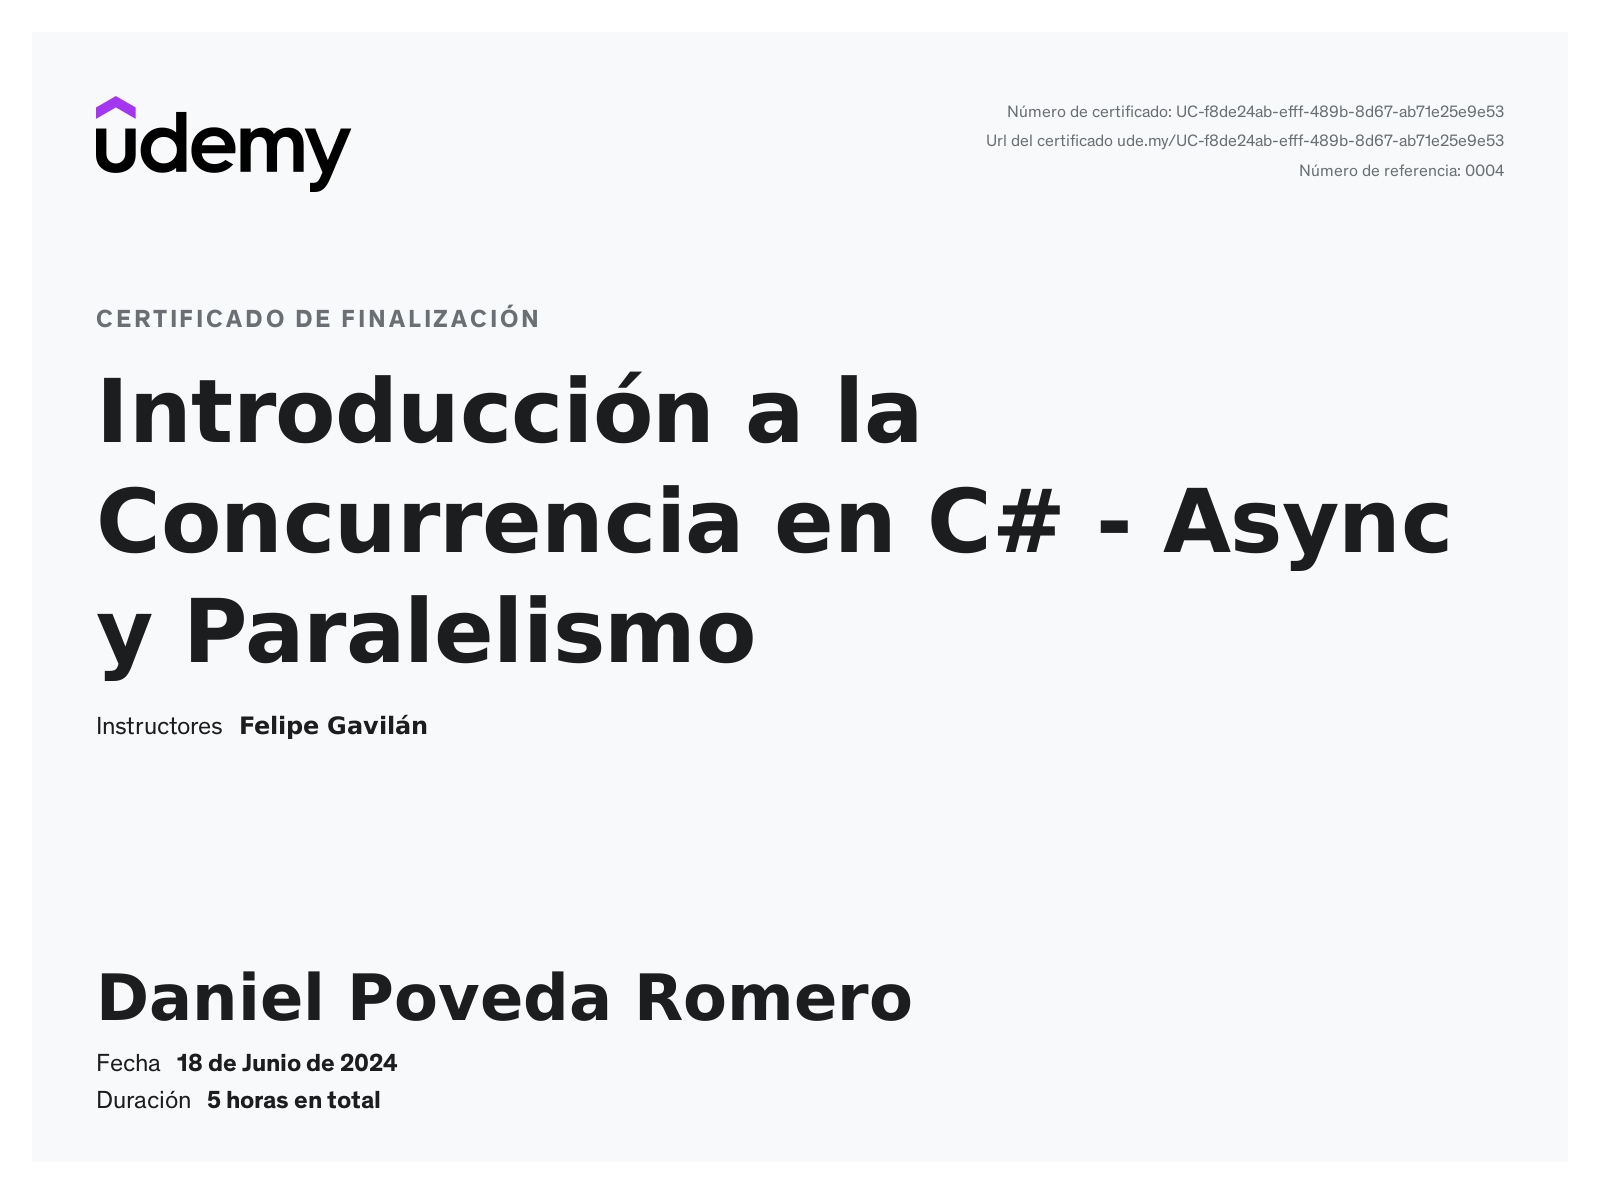 udemy
Número de certificado: UC-f8de24ab-efff-489b-8d67-ab71e25e9e53
Url del certificado ude.my/UC-f8de24ab-efff-489b-8d67-ab71e25e9e53
Número de referencia: 0004
CERTIFICADO DE FINALIZACIÓN
Introducción a la
Concurrencia en C# - Async
y Paralelismo
Instructores Felipe Gavilán
Daniel Poveda Romero
Fecha 18 de Junio de 2024
Duración 5 horas en total